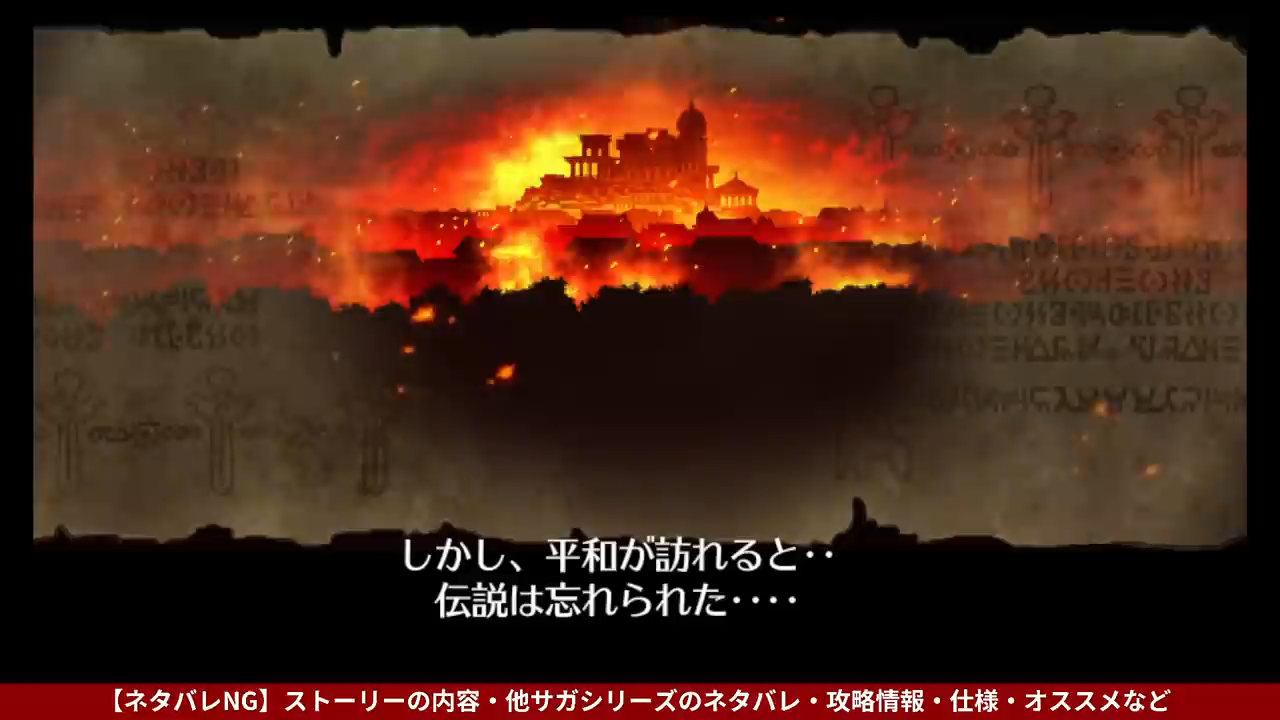 しかし、平和が訪れると‥
伝説は忘れられた‥‥
【ネタバレNG】ストーリーの内容・他サガシリーズのネタバレ・攻略情報・仕様・オススメなど